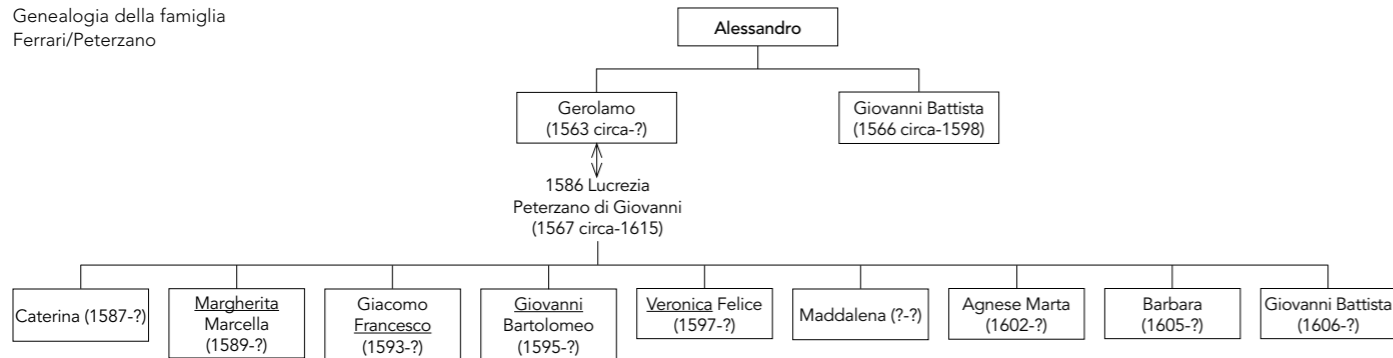 Genealogia della famiglia
Ferrari/Peterzano
Alessandro
Gerolamo
(1563 circa-?)
Giovanni Battista
(1566 circa-1598)
1586 Lucrezia
Peterzano di Giovanni
(1567 circa-1615)
Caterina (1587-?)
Margherita
Marcella
(1589-?)
Giacomo
Francesco
(1593-?)
Giovanni
Bartolomeo
(1595-?)
Veronica Felice
(1597-?)
Maddalena (?-?)
Agnese Marta
(1602-?)
Barbara
(1605-?)
Giovanni Battista
(1606-?)